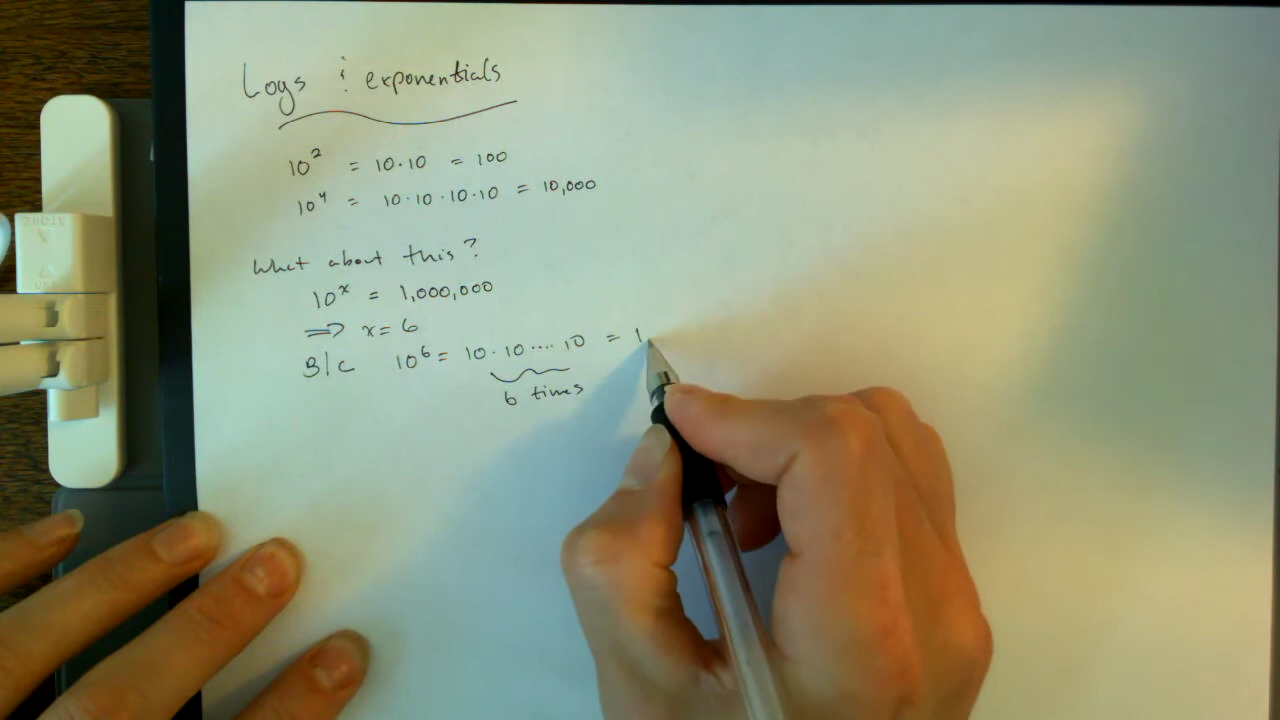 Logs & exponentials
10² = 10·10 = 100
10⁴ = 10·10·10·10 = 10,000
What about this?
10ˣ = 1,000,000
⇒ x = 6
B/c 10⁶ = 10·10····10 = 1
6 times
STORE